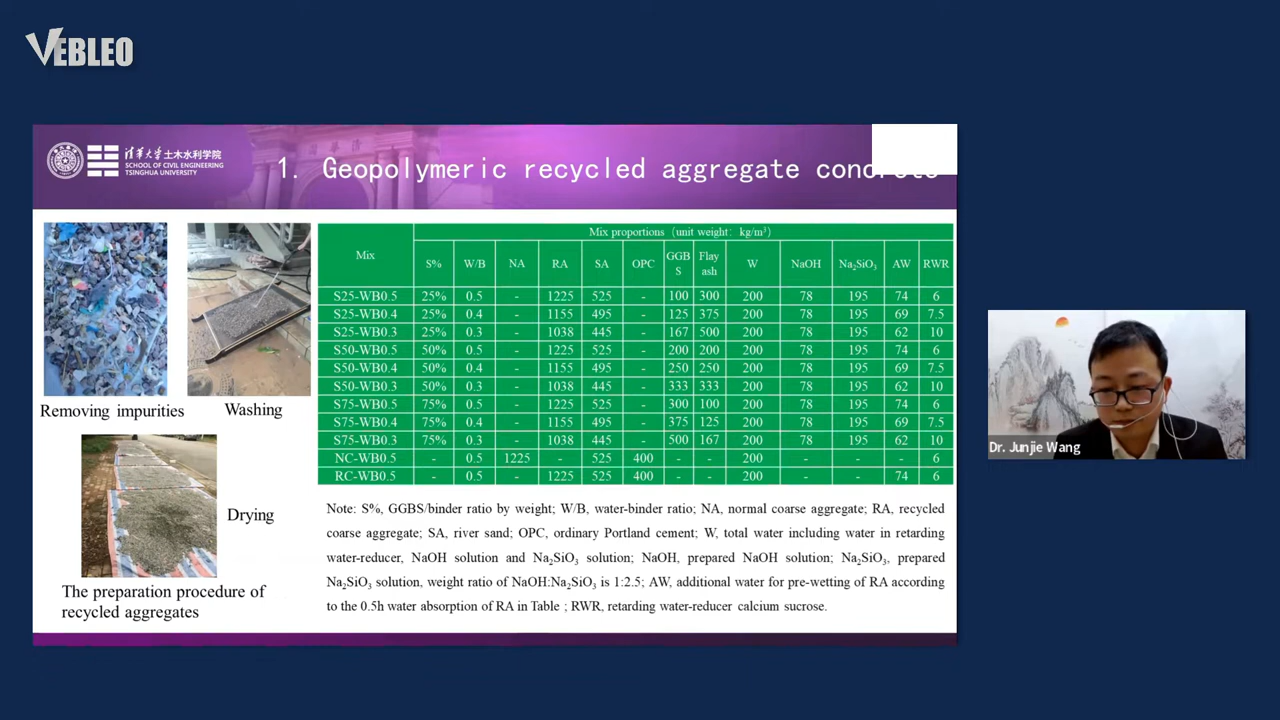 VEBLEO
清华大学土木水利学院
SCHOOL OF CIVIL ENGINEERING
TSINGHUA UNIVERSITY
1. Geopolymeric recycled aggregate concrete
Removing impurities
Washing
Drying
The preparation procedure of
recycled aggregates
Mix Mix proportions (unit weight: kg/m³)
S% W/B NA RA SA OPC GGBS Flay ash W NaOH Na₂SiO₃ AW RWR
S25-WB0.5 25% 0.5 - 1225 525 - 100 300 200 78 195 74 6
S25-WB0.4 25% 0.4 - 1155 495 - 125 375 200 78 195 69 7.5
S25-WB0.3 25% 0.3 - 1038 445 - 167 500 200 78 195 62 10
S50-WB0.5 50% 0.5 - 1225 525 - 200 200 200 78 195 74 6
S50-WB0.4 50% 0.4 - 1155 495 - 250 250 200 78 195 69 7.5
S50-WB0.3 50% 0.3 - 1038 445 - 333 333 200 78 195 62 10
S75-WB0.5 75% 0.5 - 1225 525 - 300 100 200 78 195 74 6
S75-WB0.4 75% 0.4 - 1155 495 - 375 125 200 78 195 69 7.5
S75-WB0.3 75% 0.3 - 1038 445 - 500 167 200 78 195 62 10
NC-WB0.5 - 0.5 1225 - 525 400 - - 200 - - - 6
RC-WB0.5 - 0.5 1225 525 400 - - 200 - - 74 6
Note: S%, GGBS/binder ratio by weight; W/B, water-binder ratio; NA, normal coarse aggregate; RA, recycled
coarse aggregate; SA, river sand; OPC, ordinary Portland cement; W, total water including water in retarding
water-reducer, NaOH solution and Na₂SiO₃ solution; NaOH, prepared NaOH solution; Na₂SiO₃, prepared
Na₂SiO₃ solution, weight ratio of NaOH:Na₂SiO₃ is 1:2.5; AW, additional water for pre-wetting of RA according
to the 0.5h water absorption of RA in Table ; RWR, retarding water-reducer calcium sucrose.
Dr. Junjie Wang